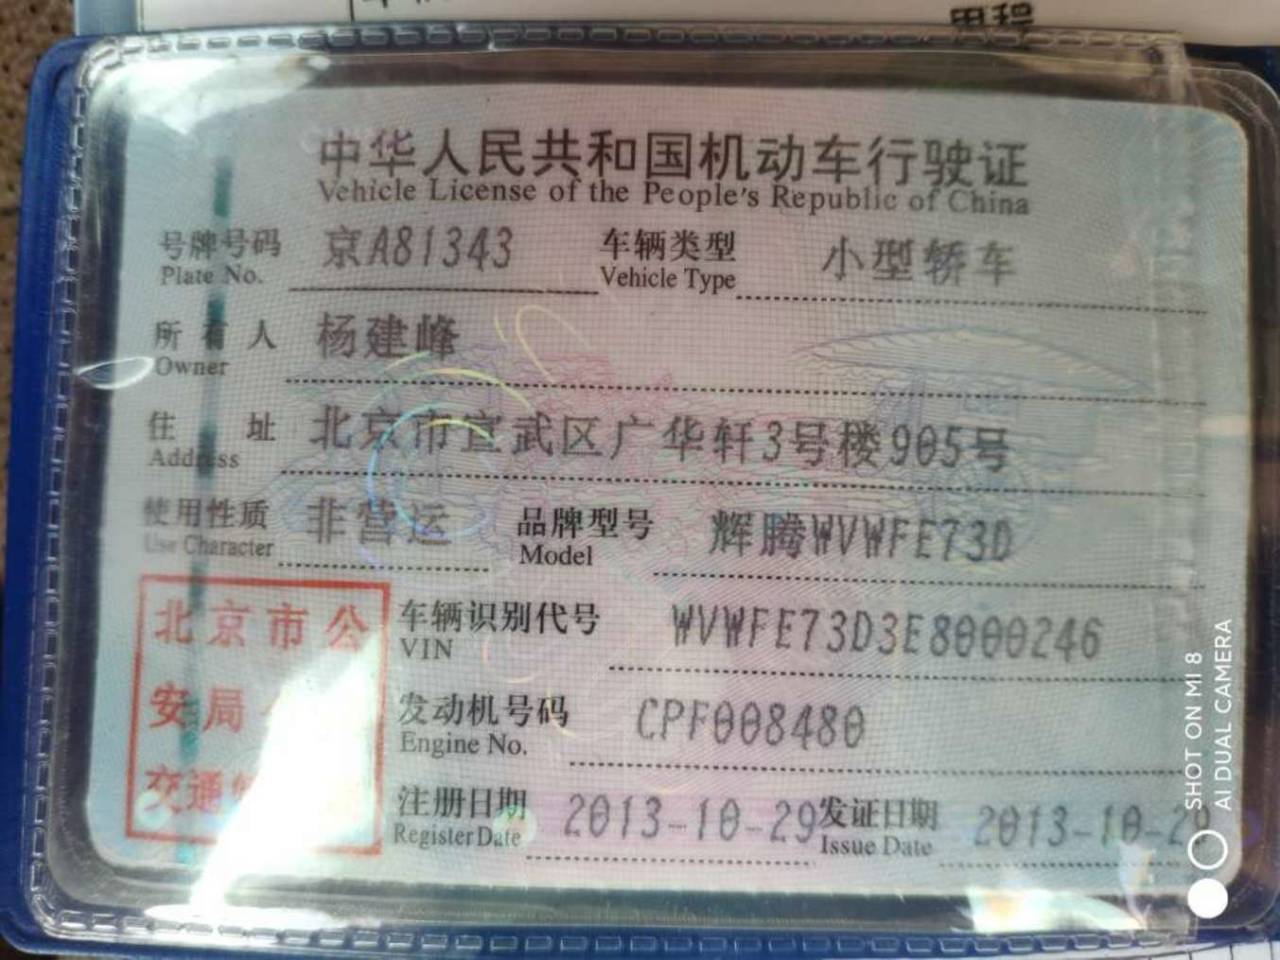 里程
中华人民共和国机动车行驶证
Vehicle License of the People's Republic of China
号牌号码 京A81343 车辆类型 小型轿车
Plate No. Vehicle Type
所有人 杨建峰
Owner
住址 北京市宣武区广华轩3号楼905号
Address
使用性质 非营运 品牌型号 辉腾WVWFE73D
Use Character Model
北京市公
安局
交通
车辆识别代号 WVWFE73D3E8000246
VIN
发动机号码 CPF008480
Engine No.
注册日期 2013-10-29 发证日期 2013-10-29
Register Date Issue Date
SHOT ON MI 8
AI DUAL CAMERA